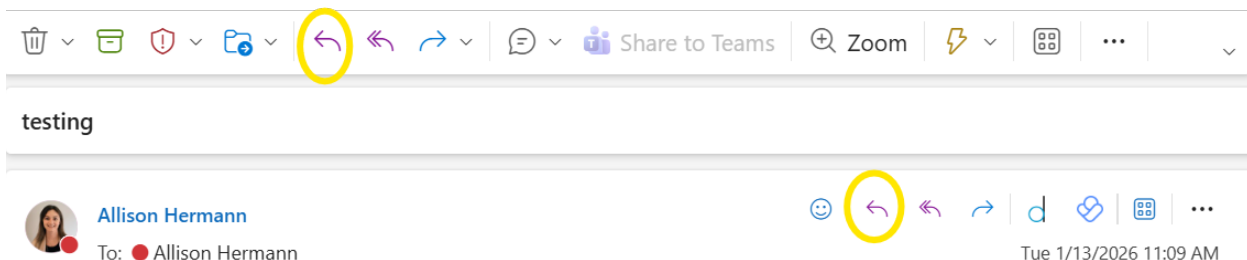 Share to Teams Zoom
testing
Allison Hermann
To: Allison Hermann
Tue 1/13/2026 11:09 AM